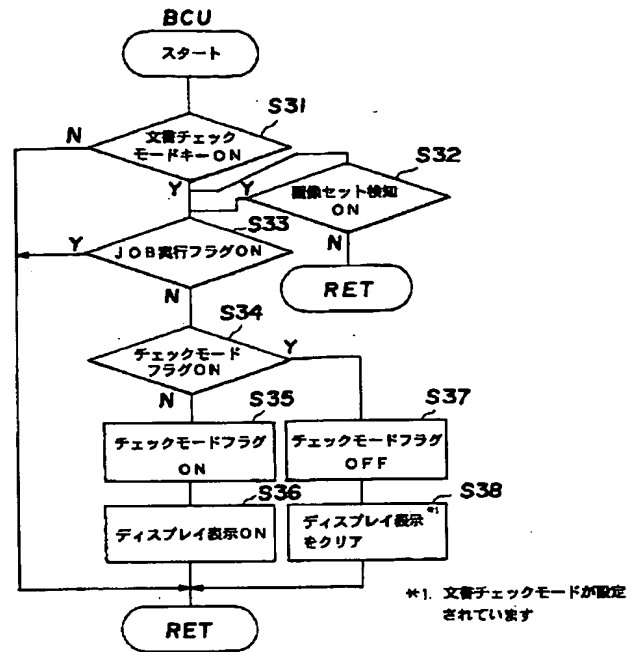 BCU
スタート
S31
N
文書チェック
モードキーON
S32
Y
Y
画像セット検知
ON
S33
Y
JOB実行フラグON
N
RET
N
S34
チェックモード
フラグON
Y
N
S35
S37
チェックモードフラグ
ON
チェックモードフラグ
OFF
S36
S38
ディスプレイ表示ON
ディスプレイ表示*1
をクリア
*1. 文書チェックモードが設定
されています
RET